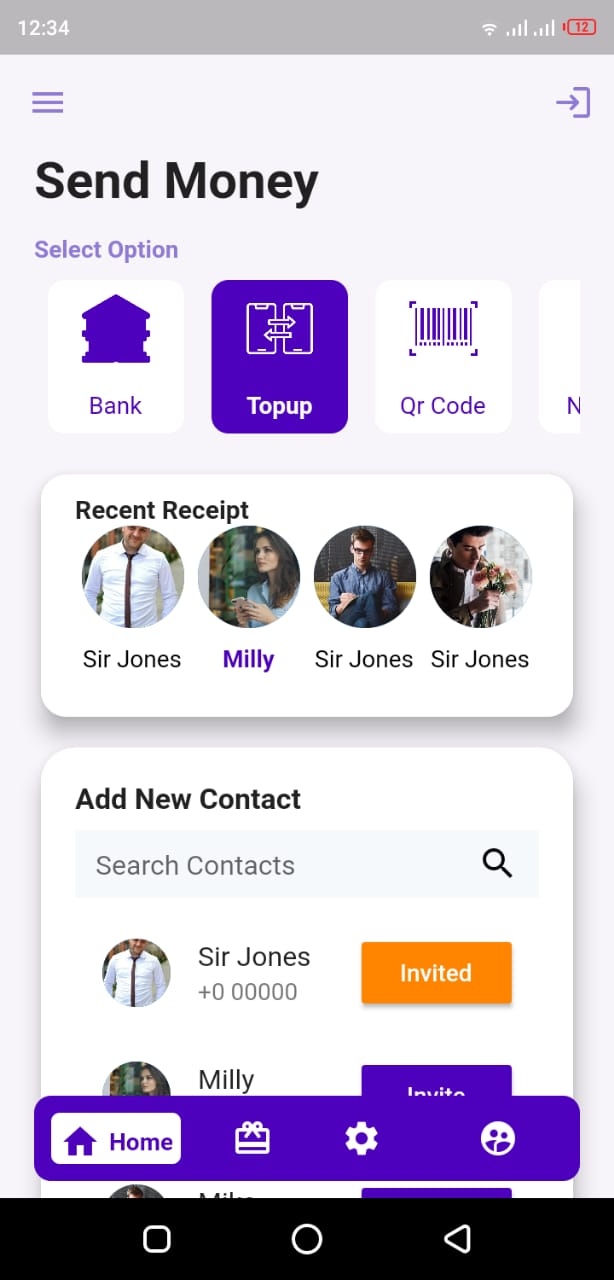 12:34
12
Send Money
Select Option
Bank Topup Qr Code N
Recent Receipt
Sir Jones Milly Sir Jones Sir Jones
Add New Contact
Search Contacts
Sir Jones
+0 00000
Invited
Milly
Invite
Home